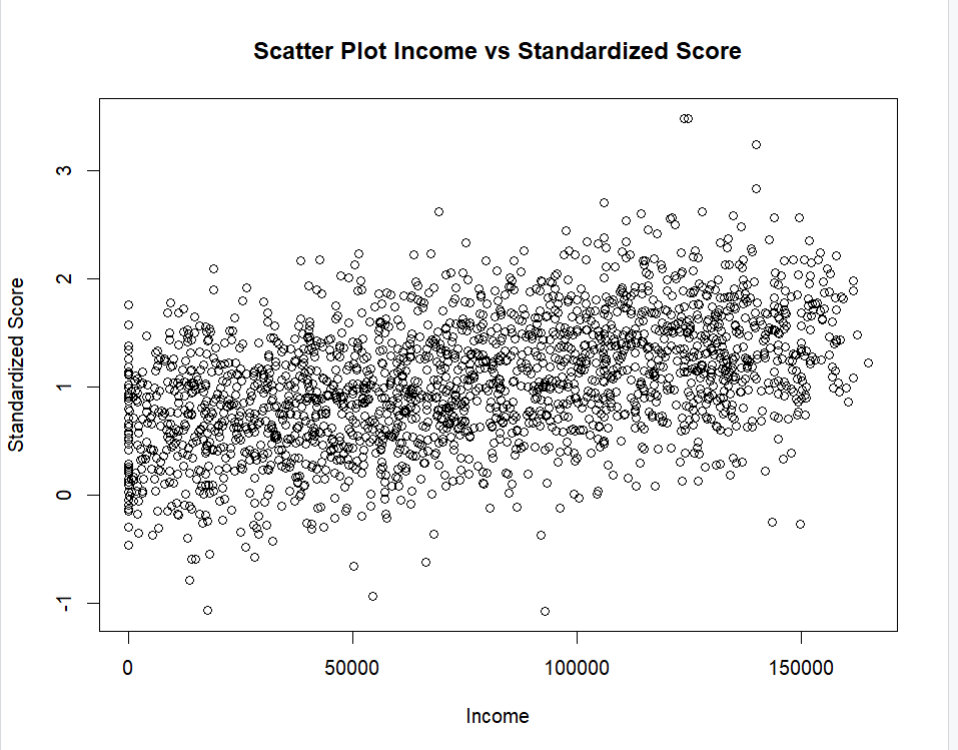 Scatter Plot Income vs Standardized Score
Standardized Score
3
2
1
0
-1
0 50000 100000 150000
Income